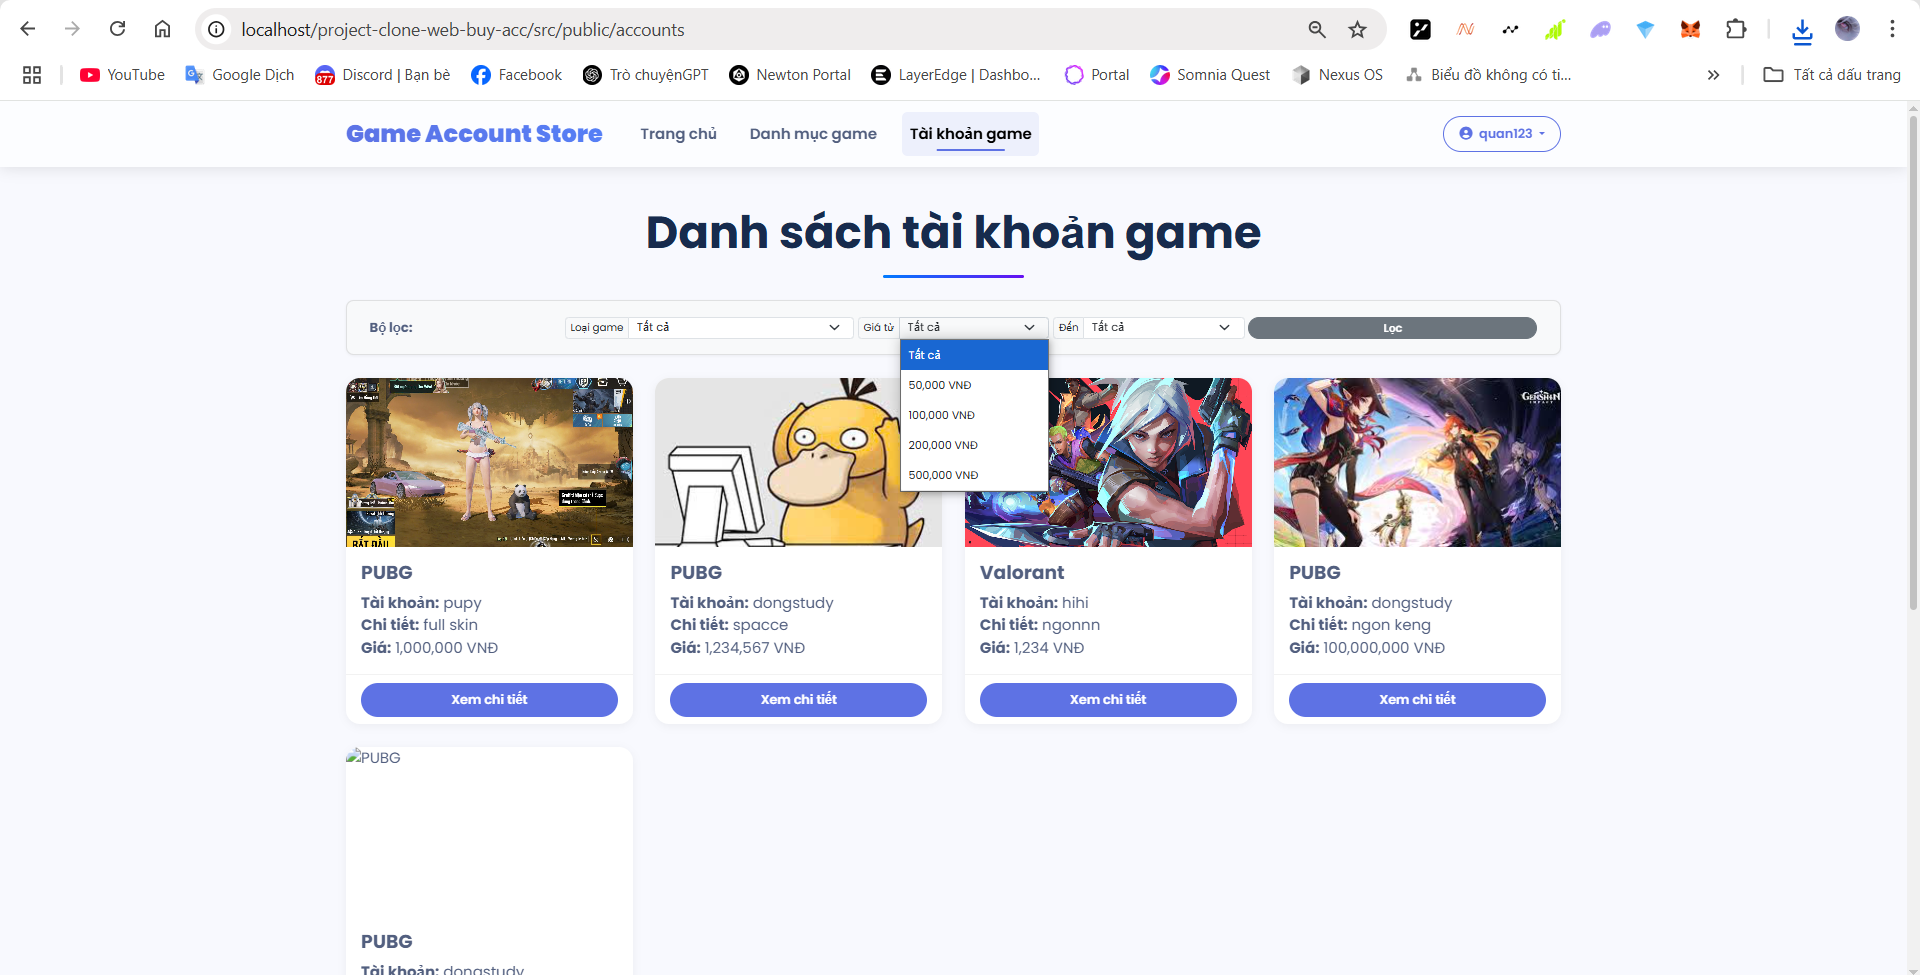 localhost/project-clone-web-buy-acc/src/public/accounts
YouTube Google Dịch 877 Discord | Bạn bè Facebook Trò chuyệnGPT Newton Portal LayerEdge | Dashbo... Portal Somnia Quest Nexus OS Biểu đồ không có ti... » Tất cả dấu trang
Game Account Store Trang chủ Danh mục game Tài khoản game quan123
Danh sách tài khoản game
Bộ lọc: Loại game Tất cả Giá từ Tất cả Đến Tất cả Lọc
Tất cả
50,000 VNĐ
100,000 VNĐ
200,000 VNĐ
500,000 VNĐ
GENSHIN
IMPACT
BẮT ĐẦU
PUBG
Tài khoản: pupy
Chi tiết: full skin
Giá: 1,000,000 VNĐ
Xem chi tiết
PUBG
Tài khoản: dongstudy
Chi tiết: spacce
Giá: 1,234,567 VNĐ
Xem chi tiết
Valorant
Tài khoản: hihi
Chi tiết: ngonnn
Giá: 1,234 VNĐ
Xem chi tiết
PUBG
Tài khoản: dongstudy
Chi tiết: ngon keng
Giá: 100,000,000 VNĐ
Xem chi tiết
PUBG
PUBG
Tài khoản: dongstudy